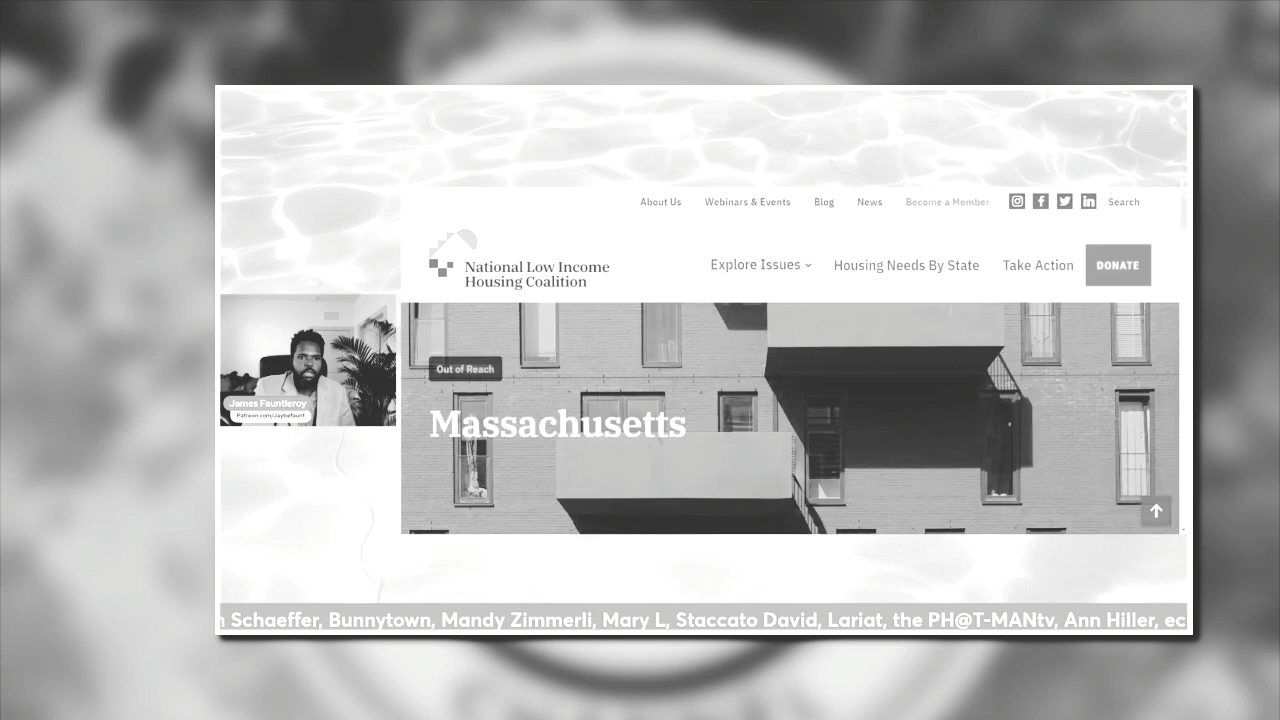 About Us Webinars & Events Blog News Become a Member Search
National Low Income
Housing Coalition
Explore Issues Housing Needs By State Take Action DONATE
Out of Reach
Massachusetts
James Fauntleroy
Patreon.com/Jaybefaunt
Schaeffer, Bunnytown, Mandy Zimmerli, Mary L, Staccato David, Lariat, the PH@T-MANtv, Ann Hiller, ec